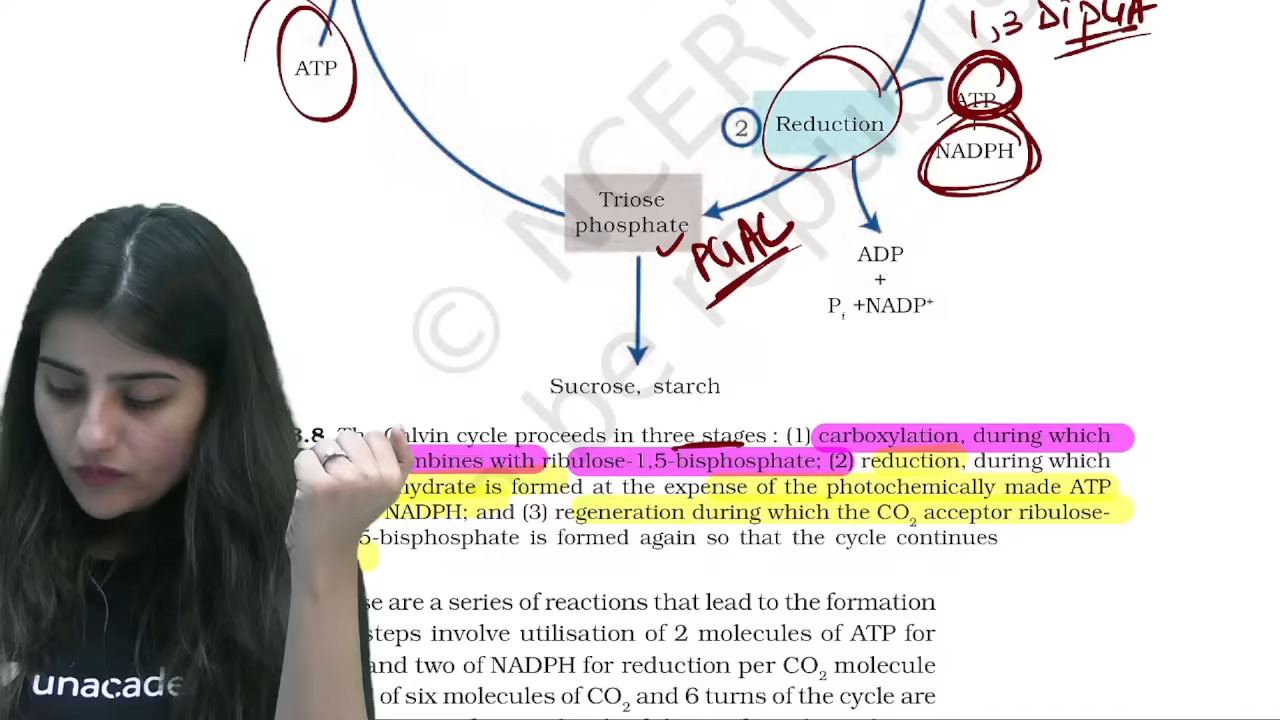 1,3 DiPGA
ATP
ATP
+
NADPH
2
Reduction
Triose
phosphate
PGAL
ADP
+
Pi +NADP+
© NCERT
be republis
Sucrose, starch
3.8 The Calvin cycle proceeds in three stages : (1) carboxylation, during which
mbines with ribulose-1,5-bisphosphate; (2) reduction, during which
hydrate is formed at the expense of the photochemically made ATP
NADPH; and (3) regeneration during which the CO2 acceptor ribulose-
5-bisphosphate is formed again so that the cycle continues
se are a series of reactions that lead to the formation
steps involve utilisation of 2 molecules of ATP for
and two of NADPH for reduction per CO2 molecule
of six molecules of CO2 and 6 turns of the cycle are
unacade